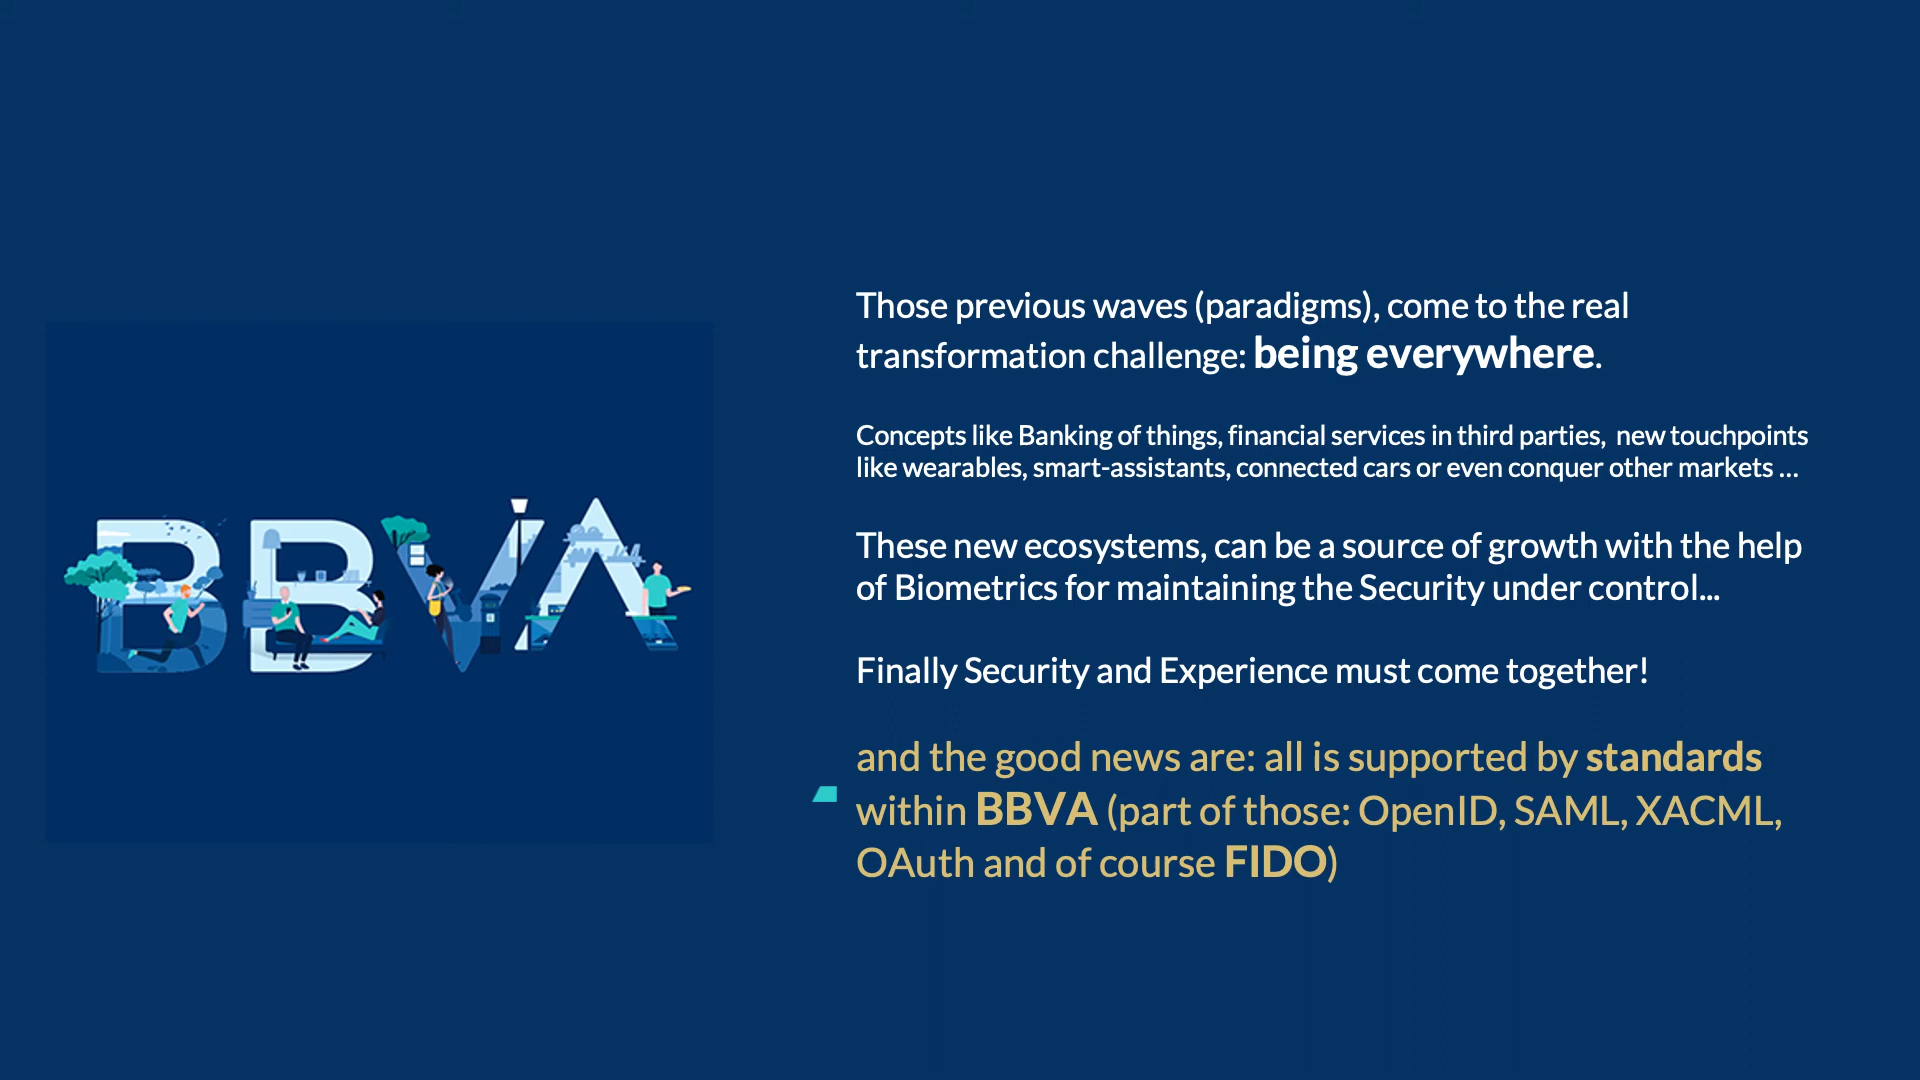 BBVA
Those previous waves (paradigms), come to the real
transformation challenge: being everywhere.
Concepts like Banking of things, financial services in third parties,  new touchpoints
like wearables, smart-assistants, connected cars or even conquer other markets ...
These new ecosystems, can be a source of growth with the help
of Biometrics for maintaining the Security under control...
Finally Security and Experience must come together!
and the good news are: all is supported by standards
within BBVA (part of those: OpenID, SAML, XACML,
OAuth and of course FIDO)